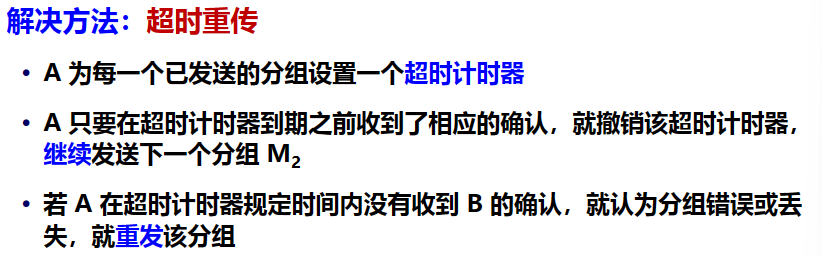 解决方法：超时重传
• A 为每一个已发送的分组设置一个超时计时器
• A 只要在超时计时器到期之前收到了相应的确认，就撤销该超时计时器，
继续发送下一个分组 M₂
• 若 A 在超时计时器规定时间内没有收到 B 的确认，就认为分组错误或丢
失，就重发该分组